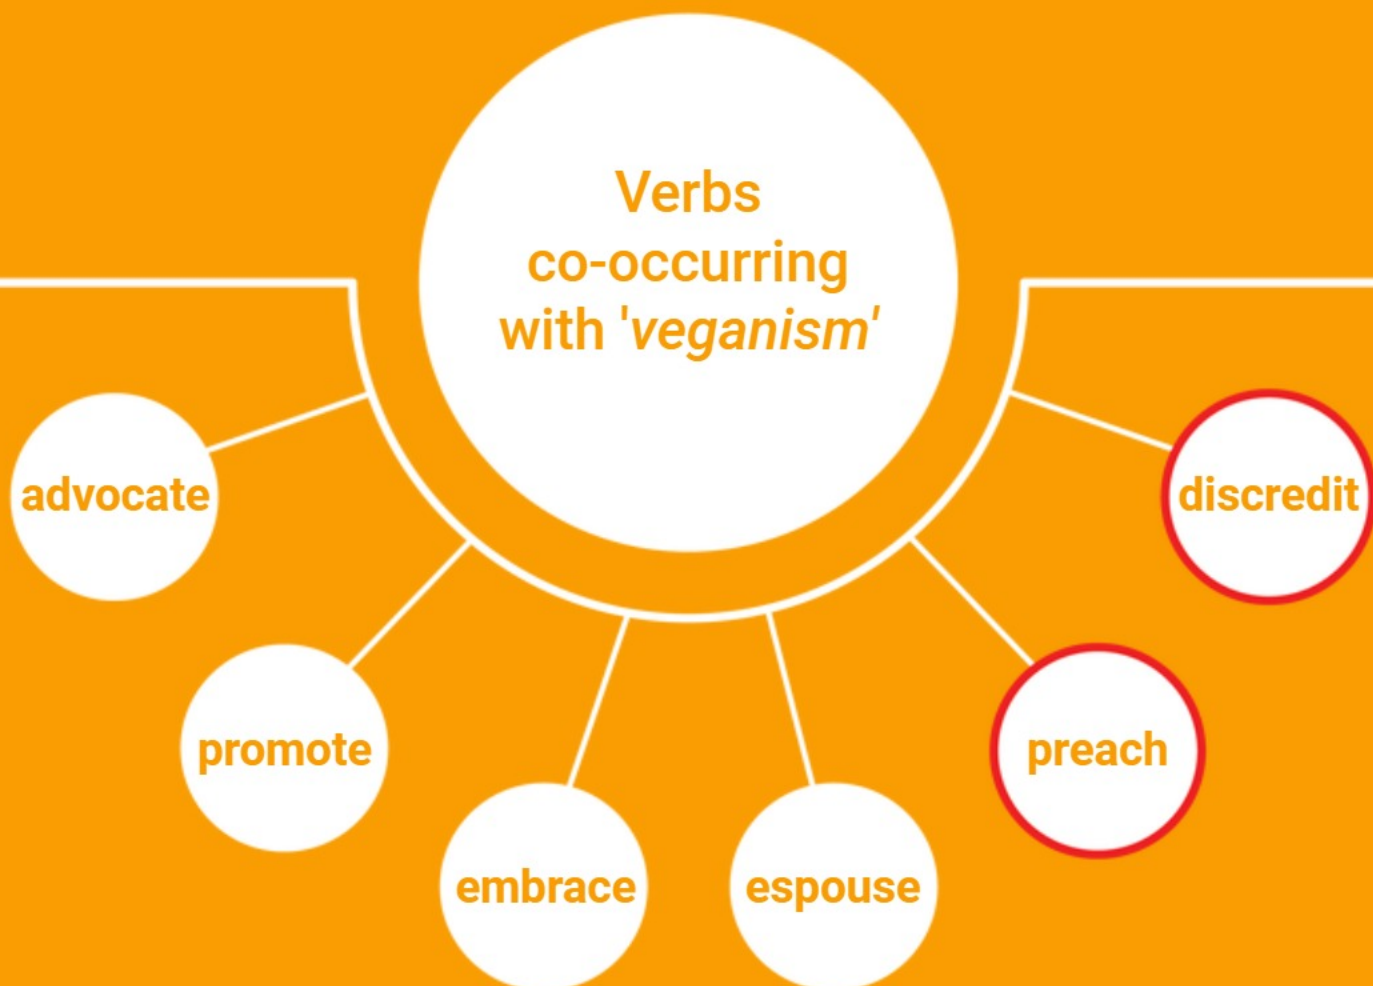 Verbs
co-occurring
with 'veganism'
advocate
promote
embrace
espouse
preach
discredit